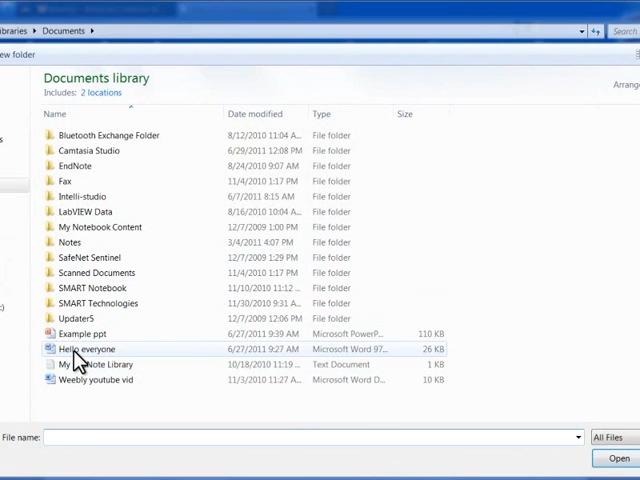 ibraries Documents Search
ew folder
Documents library
Includes: 2 locations Arrange
Name Date modified Type Size
Bluetooth Exchange Folder 8/12/2010 11:04 A... File folder
Camtasia Studio 6/29/2011 12:08 PM File folder
EndNote 8/24/2010 9:07 AM File folder
Fax 11/4/2010 1:17 PM File folder
Intelli-studio 6/7/2011 8:15 AM File folder
LabVIEW Data 8/16/2010 10:04 A... File folder
My Notebook Content 12/7/2009 1:00 PM File folder
Notes 3/4/2011 4:07 PM File folder
SafeNet Sentinel 12/7/2009 1:29 PM File folder
Scanned Documents 11/4/2010 1:17 PM File folder
SMART Notebook 11/10/2010 11:12 ... File folder
SMART Technologies 11/30/2010 9:31 A... File folder
Updater5 12/7/2009 12:06 PM File folder
Example ppt 6/27/2011 9:39 AM Microsoft PowerP... 110 KB
Hello everyone 6/27/2011 9:27 AM Microsoft Word 97... 26 KB
My Note Library 10/18/2010 11:19 ... Text Document 1 KB
Weebly youtube vid 11/3/2010 11:27 A... Microsoft Word D... 10 KB
File name: All Files
Open